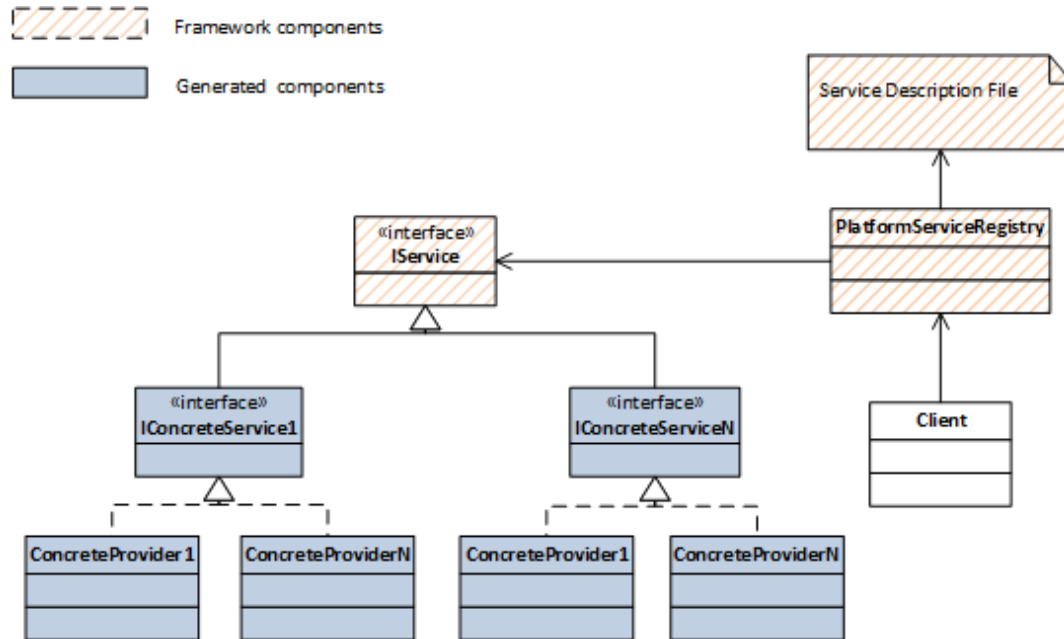 Framework components
Generated components
Service Description File
PlatformServiceRegistry
«interface»
IService
«interface»
IConcreteService1
«interface»
IConcreteServiceN
Client
ConcreteProvider1
ConcreteProviderN
ConcreteProvider1
ConcreteProviderN